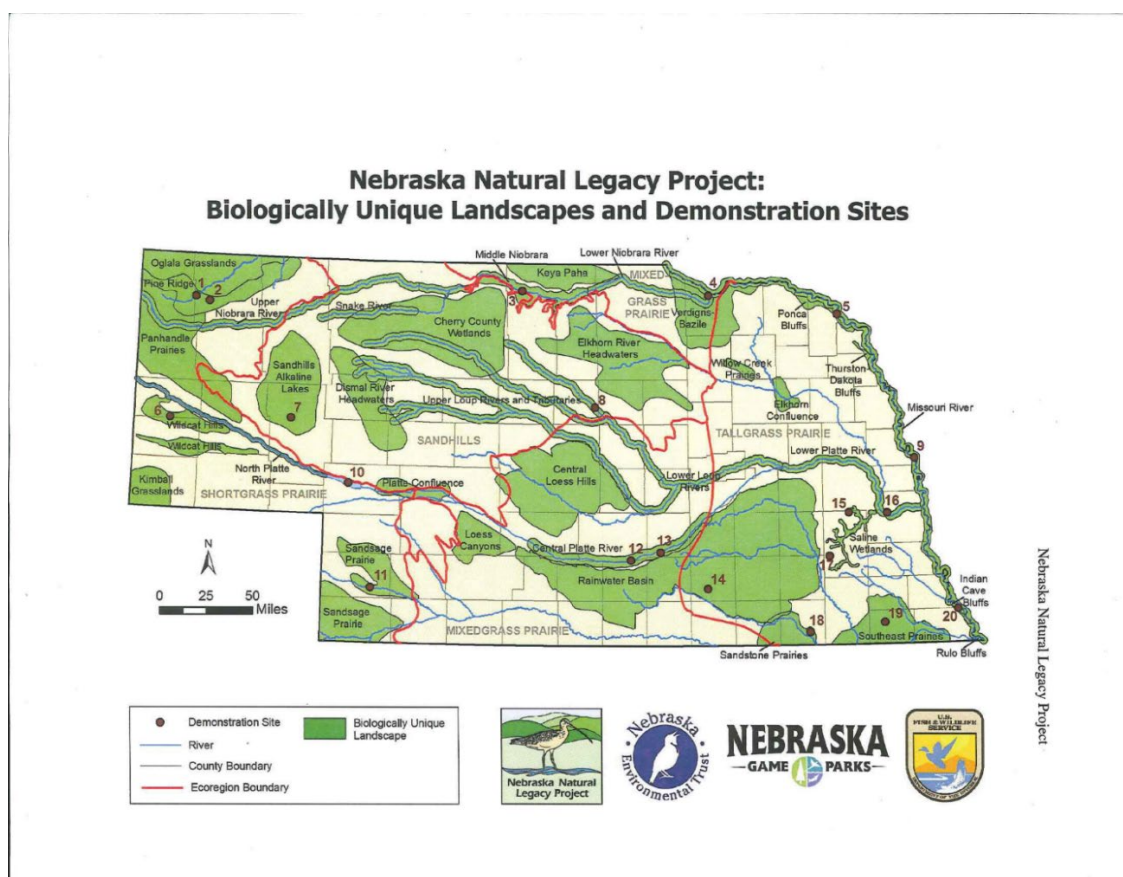 Nebraska Natural Legacy Project:
Biologically Unique Landscapes and Demonstration Sites
Oglala Grasslands
Pine Ridge
1
2
Upper
Niobrara River
Snake River
Middle Niobrara
3
Keya Paha
Lower Niobrara River
MIXED-
GRASS
PRAIRIE
4
Verdigris-
Bazile
Ponca
Bluffs
5
Panhandle
Prairies
Cherry County
Wetlands
Elkhorn River
Headwaters
Willow Creek
Prairies
Thurston-
Dakota
Bluffs
Sandhills
Alkaline
Lakes
7
Dismal River
Headwaters
Upper Loup Rivers and Tributaries
8
Elkhorn
Confluence
Missouri River
6
Wildcat Hills
Wildcat Hills
SANDHILLS
TALLGRASS PRAIRIE
9
Kimball
Grasslands
North Platte
River
SHORTGRASS PRAIRIE
10
Platte Confluence
Central
Loess Hills
Lower Loup
Rivers
Lower Platte River
15
16
Saline
Wetlands
17
Sandsage
Prairie
11
Sandsage
Prairie
Loess
Canyons
Central Platte River
12
13
Rainwater Basin
14
MIXEDGRASS PRAIRIE
18
Sandstone Prairies
19
Southeast Prairies
Indian
Cave
Bluffs
20
Rulo Bluffs
N
0 25 50
Miles
Demonstration Site
River
County Boundary
Ecoregion Boundary
Biologically Unique
Landscape
Nebraska Natural
Legacy Project
Nebraska
Environmental Trust
NEBRASKA
GAME PARKS
U.S.
FISH & WILDLIFE
SERVICE
Nebraska Natural Legacy Project